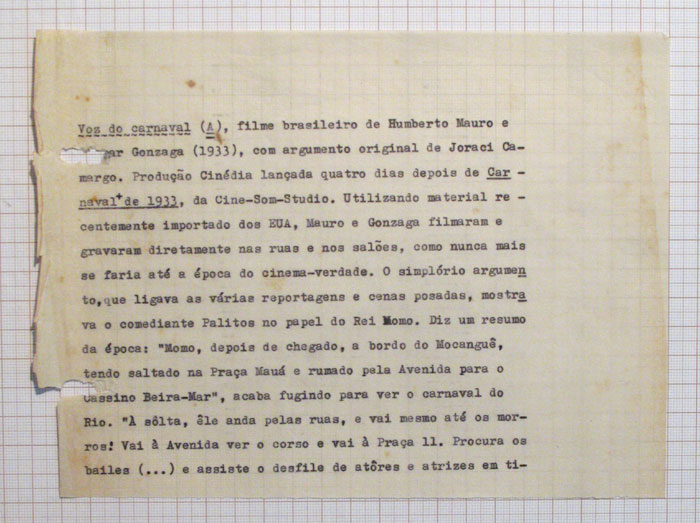 Voz do carnaval (A), filme brasileiro de Humberto Mauro e
ar Gonzaga (1933), com argumento original de Joraci Ca-
margo. Produção Cinédia lançada quatro dias depois de Car -
naval+de 1933, da Cine-Som-Studio. Utilizando material re -
centemente importado dos EUA, Mauro e Gonzaga filmaram e
gravaram diretamente nas ruas e nos salões, como nunca mais
se faria até a época do cinema-verdade. O simplório argumen
to,que ligava as várias reportagens e cenas posadas, mostra
va o comediante Palitos no papel do Rei Momo. Diz um resumo
da época: "Momo, depois de chegado, a bordo do Mocanguê,
tendo saltado na Praça Mauá e rumado pela Avenida para o
Cassino Beira-Mar", acaba fugindo para ver o carnaval do
Rio. "À sôlta, êle anda pelas ruas, e vai mesmo até os mor-
ros! Vai à Avenida ver o corso e vai à Praça 11. Procura os
bailes (...) e assiste o desfile de atôres e atrizes em ti-